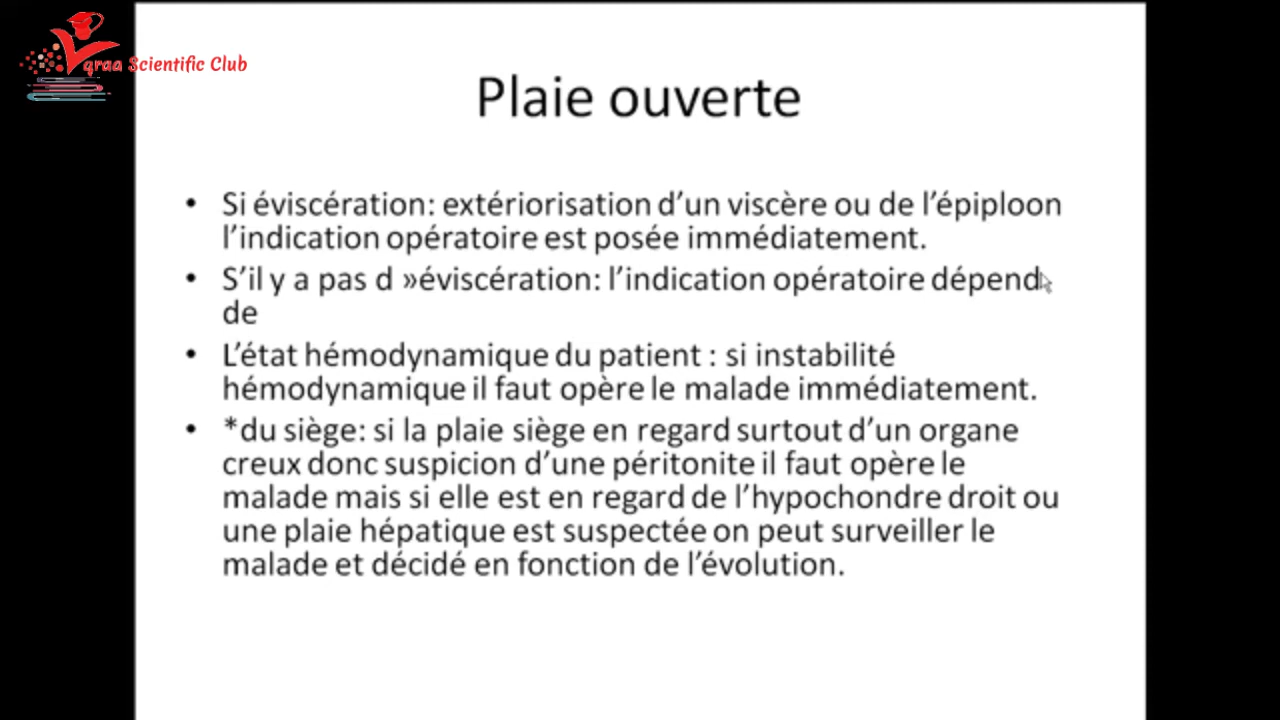 qraa Scientific Club
Plaie ouverte
• Si éviscération: extériorisation d’un viscère ou de l’épiploon
l’indication opératoire est posée immédiatement.
• S’il y a pas d »éviscération: l’indication opératoire dépend
de
• L’état hémodynamique du patient : si instabilité
hémodynamique il faut opère le malade immédiatement.
• *du siège: si la plaie siège en regard surtout d’un organe
creux donc suspicion d’une péritonite il faut opère le
malade mais si elle est en regard de l’hypochondre droit ou
une plaie hépatique est suspectée on peut surveiller le
malade et décidé en fonction de l’évolution.